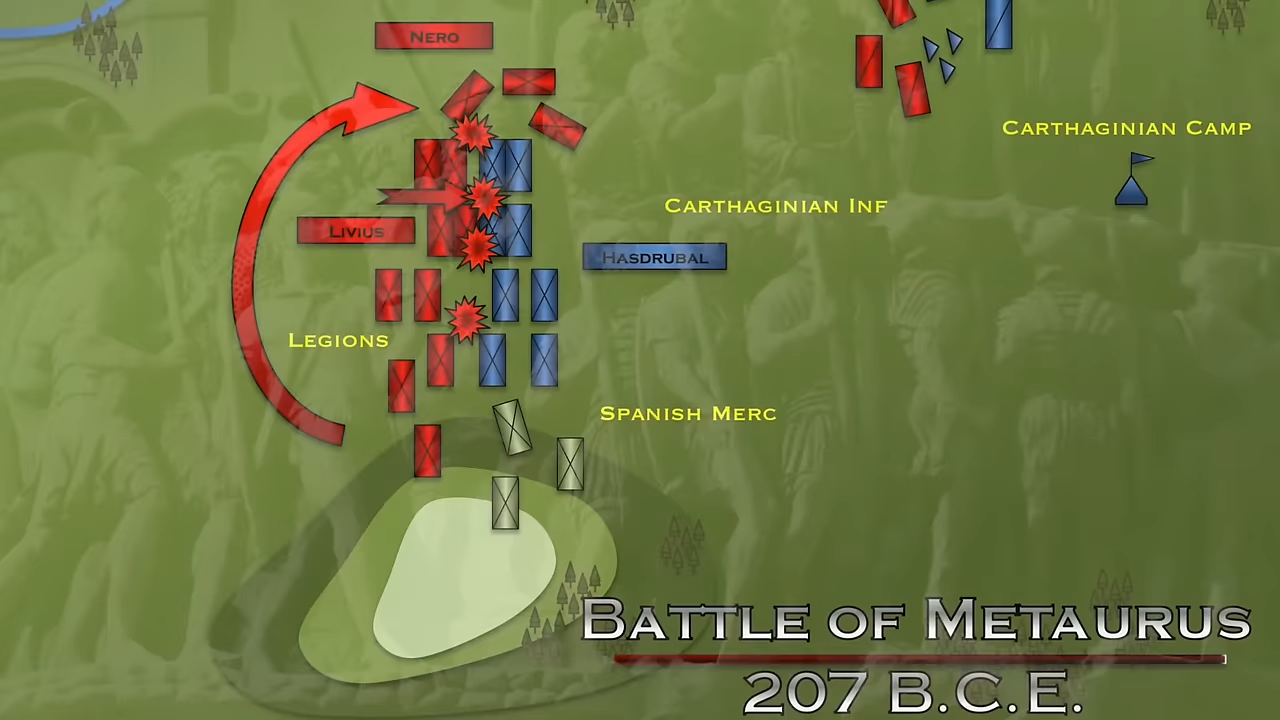 NERO
CARTHAGINIAN CAMP
CARTHAGINIAN INF
LIVIUS
HASDRUBAL
LEGIONS
SPANISH MERC
BATTLE OF METAURUS
207 B.C.E.